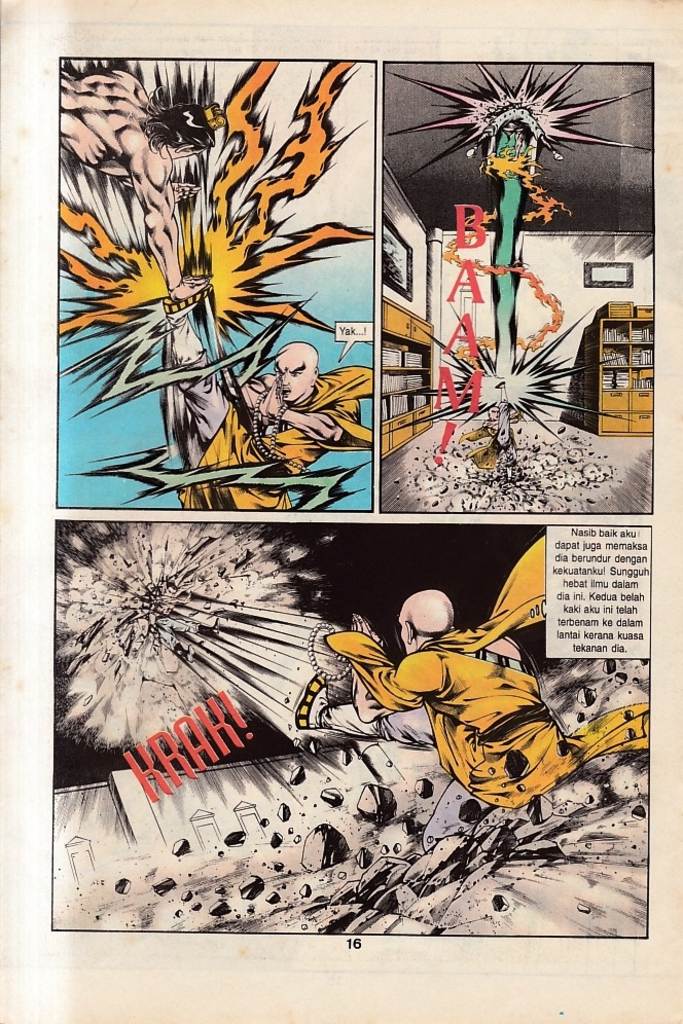 Yak...!
BAAM!
Nasib baik aku
dapat juga memaksa
dia berundur dengan
kekuatanku! Sungguh
hebat ilmu dalam
dia ini. Kedua belah
kaki aku ini telah
terbenam ke dalam
lantai kerana kuasa
tekanan dia.
KRAK!
16